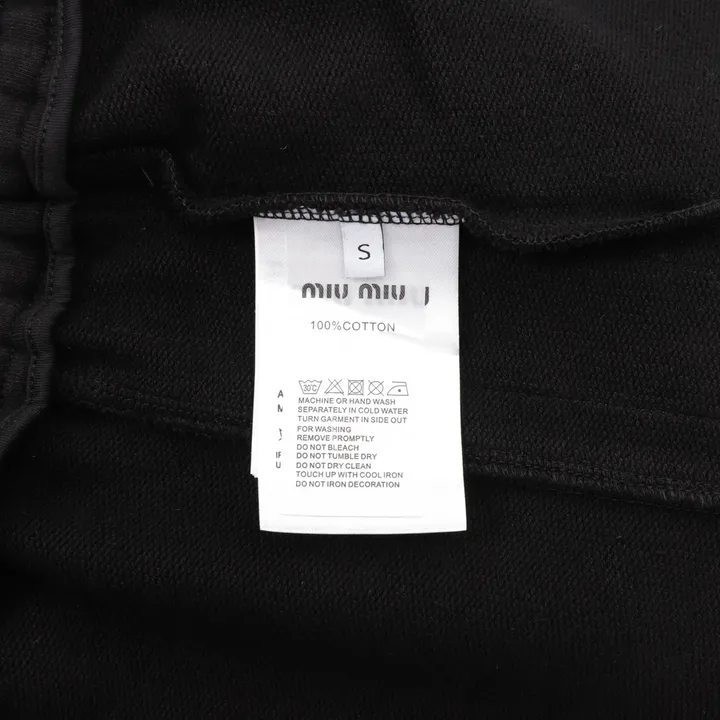 S
miu miu
100%COTTON
30°C
MACHINE OR HAND WASH
SEPARATELY IN COLD WATER
TURN GARMENT IN SIDE OUT
FOR WASHING
REMOVE PROMPTLY
DO NOT BLEACH
DO NOT TUMBLE DRY
DO NOT DRY CLEAN
TOUCH UP WITH COOL IRON
DO NOT IRON DECORATION